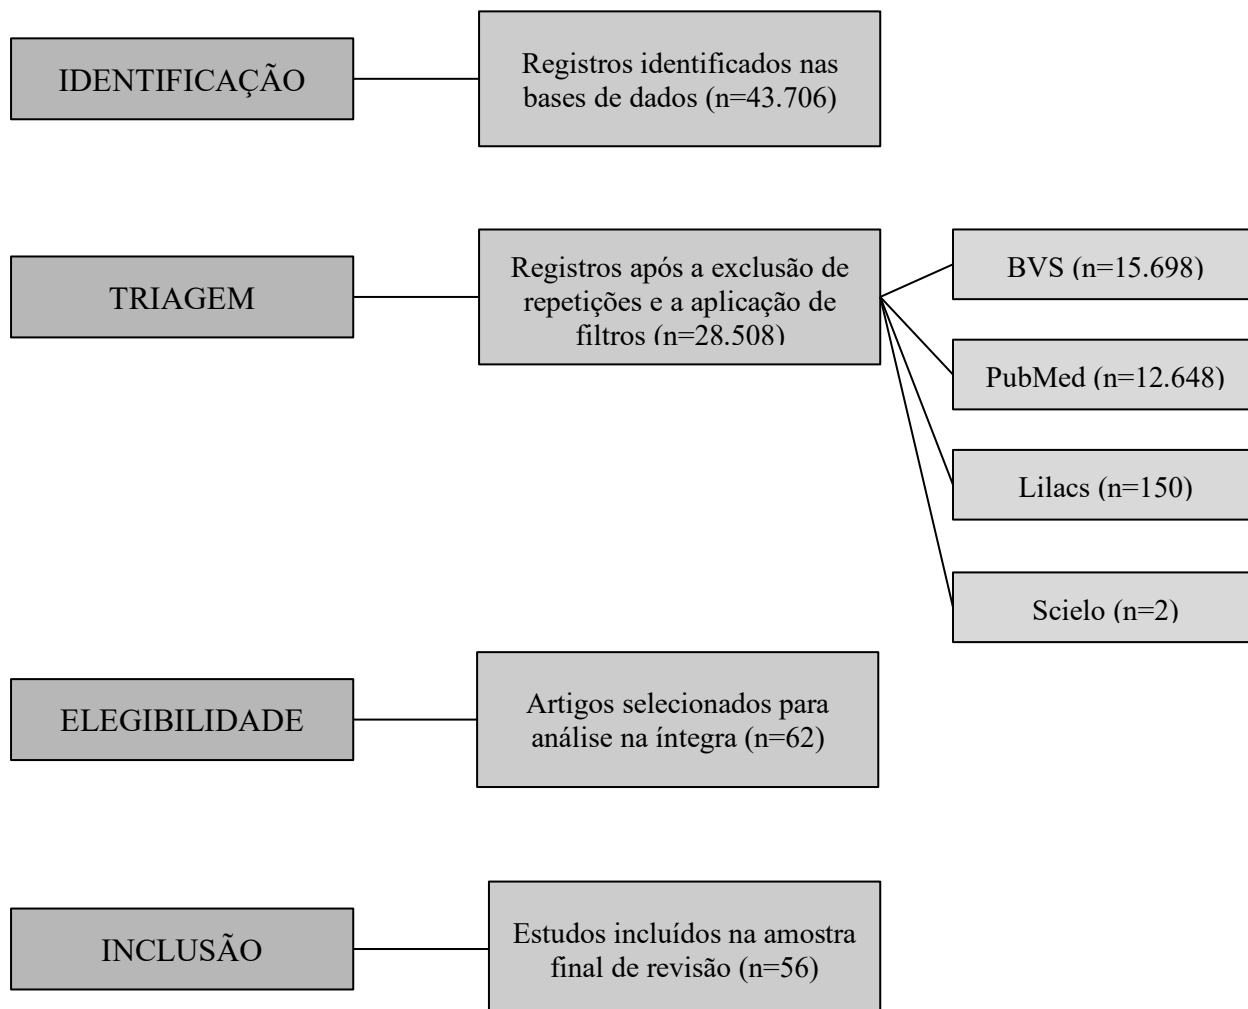 IDENTIFICAÇÃO
Registros identificados nas
bases de dados (n=43.706)
TRIAGEM
Registros após a exclusão de
repetições e a aplicação de
filtros (n=28.508)
BVS (n=15.698)
PubMed (n=12.648)
Lilacs (n=150)
Scielo (n=2)
ELEGIBILIDADE
Artigos selecionados para
análise na íntegra (n=62)
INCLUSÃO
Estudos incluídos na amostra
final de revisão (n=56)